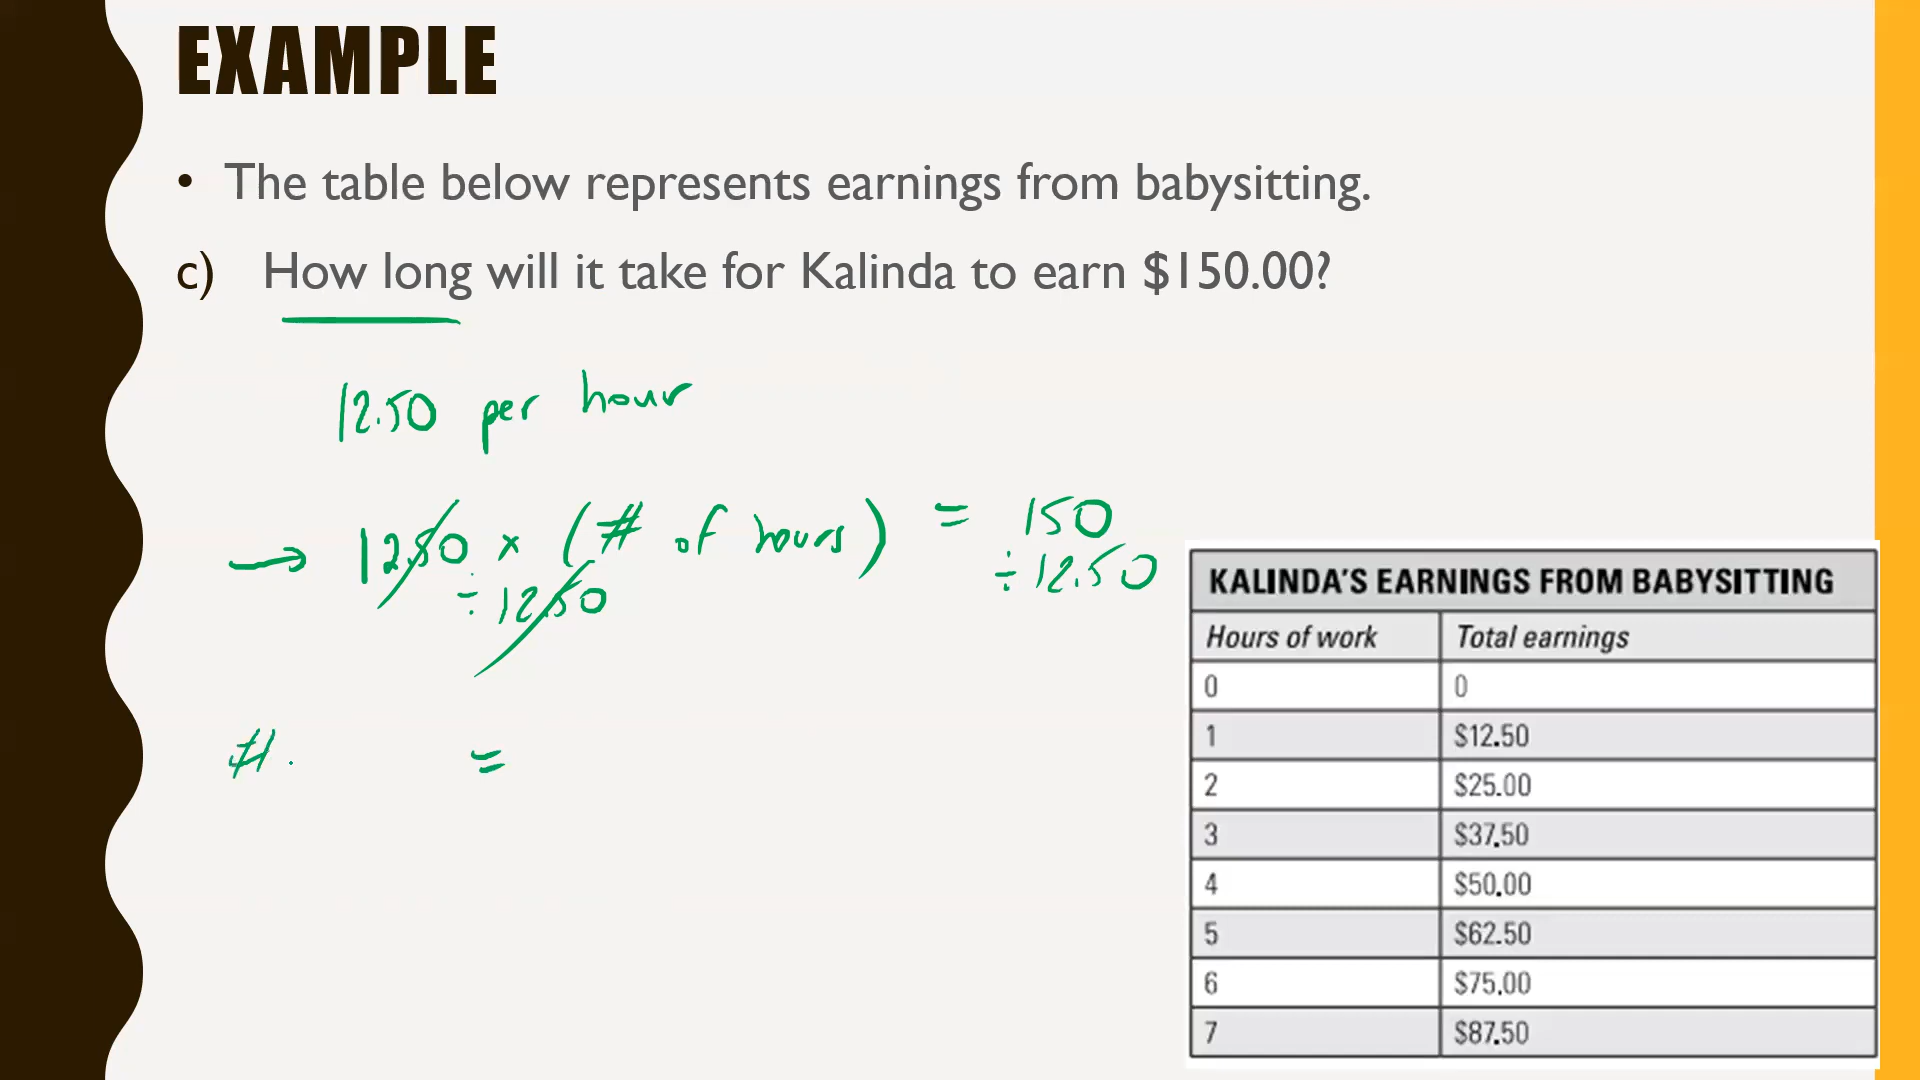 EXAMPLE
• The table below represents earnings from babysitting.
c) How long will it take for Kalinda to earn $150.00?
12.50 per hour
→ 12.50 × (# of hours) = 150
÷ 12.50 ÷ 12.50
# . =
KALINDA'S EARNINGS FROM BABYSITTING
Hours of work Total earnings
0 0
1 $12.50
2 $25.00
3 $37.50
4 $50.00
5 $62.50
6 $75.00
7 $87.50